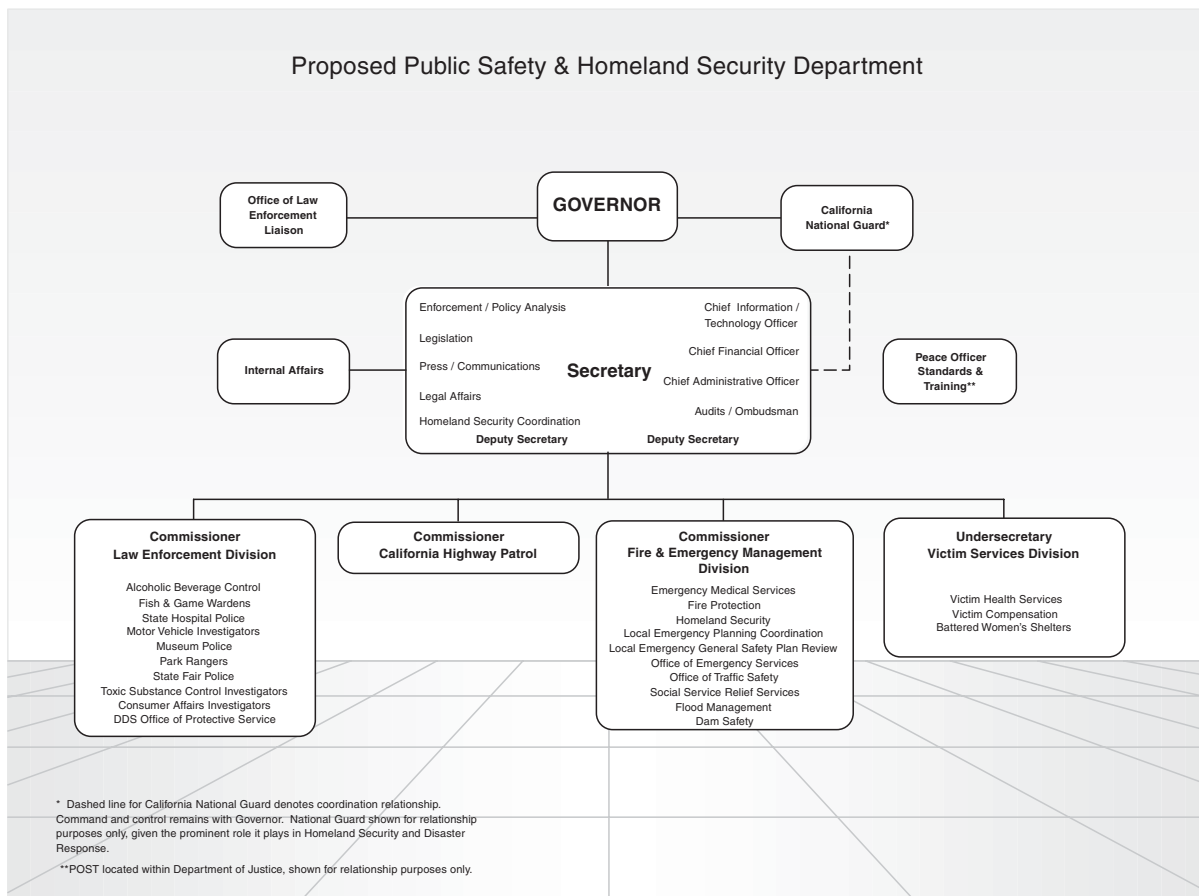 Proposed Public Safety & Homeland Security Department
Office of Law
Enforcement
Liaison
GOVERNOR
California
National Guard*
Internal Affairs
Enforcement / Policy Analysis
Legislation
Press / Communications
Legal Affairs
Homeland Security Coordination
Secretary
Chief Information /
Technology Officer
Chief Financial Officer
Chief Administrative Officer
Audits / Ombudsman
Deputy Secretary
Deputy Secretary
Peace Officer
Standards &
Training**
Commissioner
Law Enforcement Division
Alcoholic Beverage Control
Fish & Game Wardens
State Hospital Police
Motor Vehicle Investigators
Museum Police
Park Rangers
State Fair Police
Toxic Substance Control Investigators
Consumer Affairs Investigators
DDS Office of Protective Service
Commissioner
California Highway Patrol
Commissioner
Fire & Emergency Management
Division
Emergency Medical Services
Fire Protection
Homeland Security
Local Emergency Planning Coordination
Local Emergency General Safety Plan Review
Office of Emergency Services
Office of Traffic Safety
Social Service Relief Services
Flood Management
Dam Safety
Undersecretary
Victim Services Division
Victim Health Services
Victim Compensation
Battered Women's Shelters
* Dashed line for California National Guard denotes coordination relationship.
Command and control remains with Governor. National Guard shown for relationship
purposes only, given the prominent role it plays in Homeland Security and Disaster
Response.
**POST located within Department of Justice, shown for relationship purposes only.